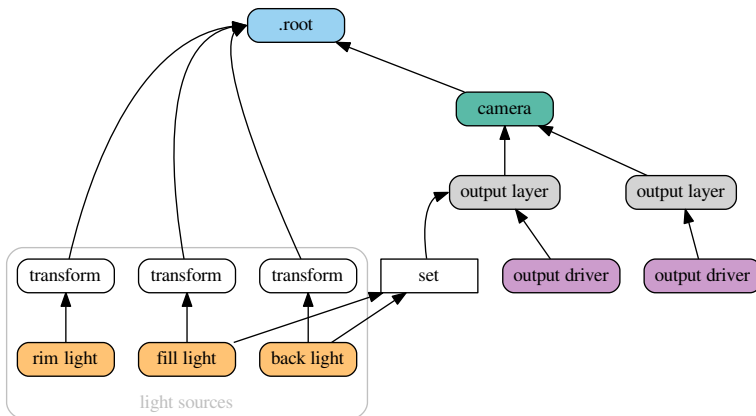 .root
camera
output layer
output layer
transform
transform
transform
set
output driver
output driver
rim light
fill light
back light
light sources